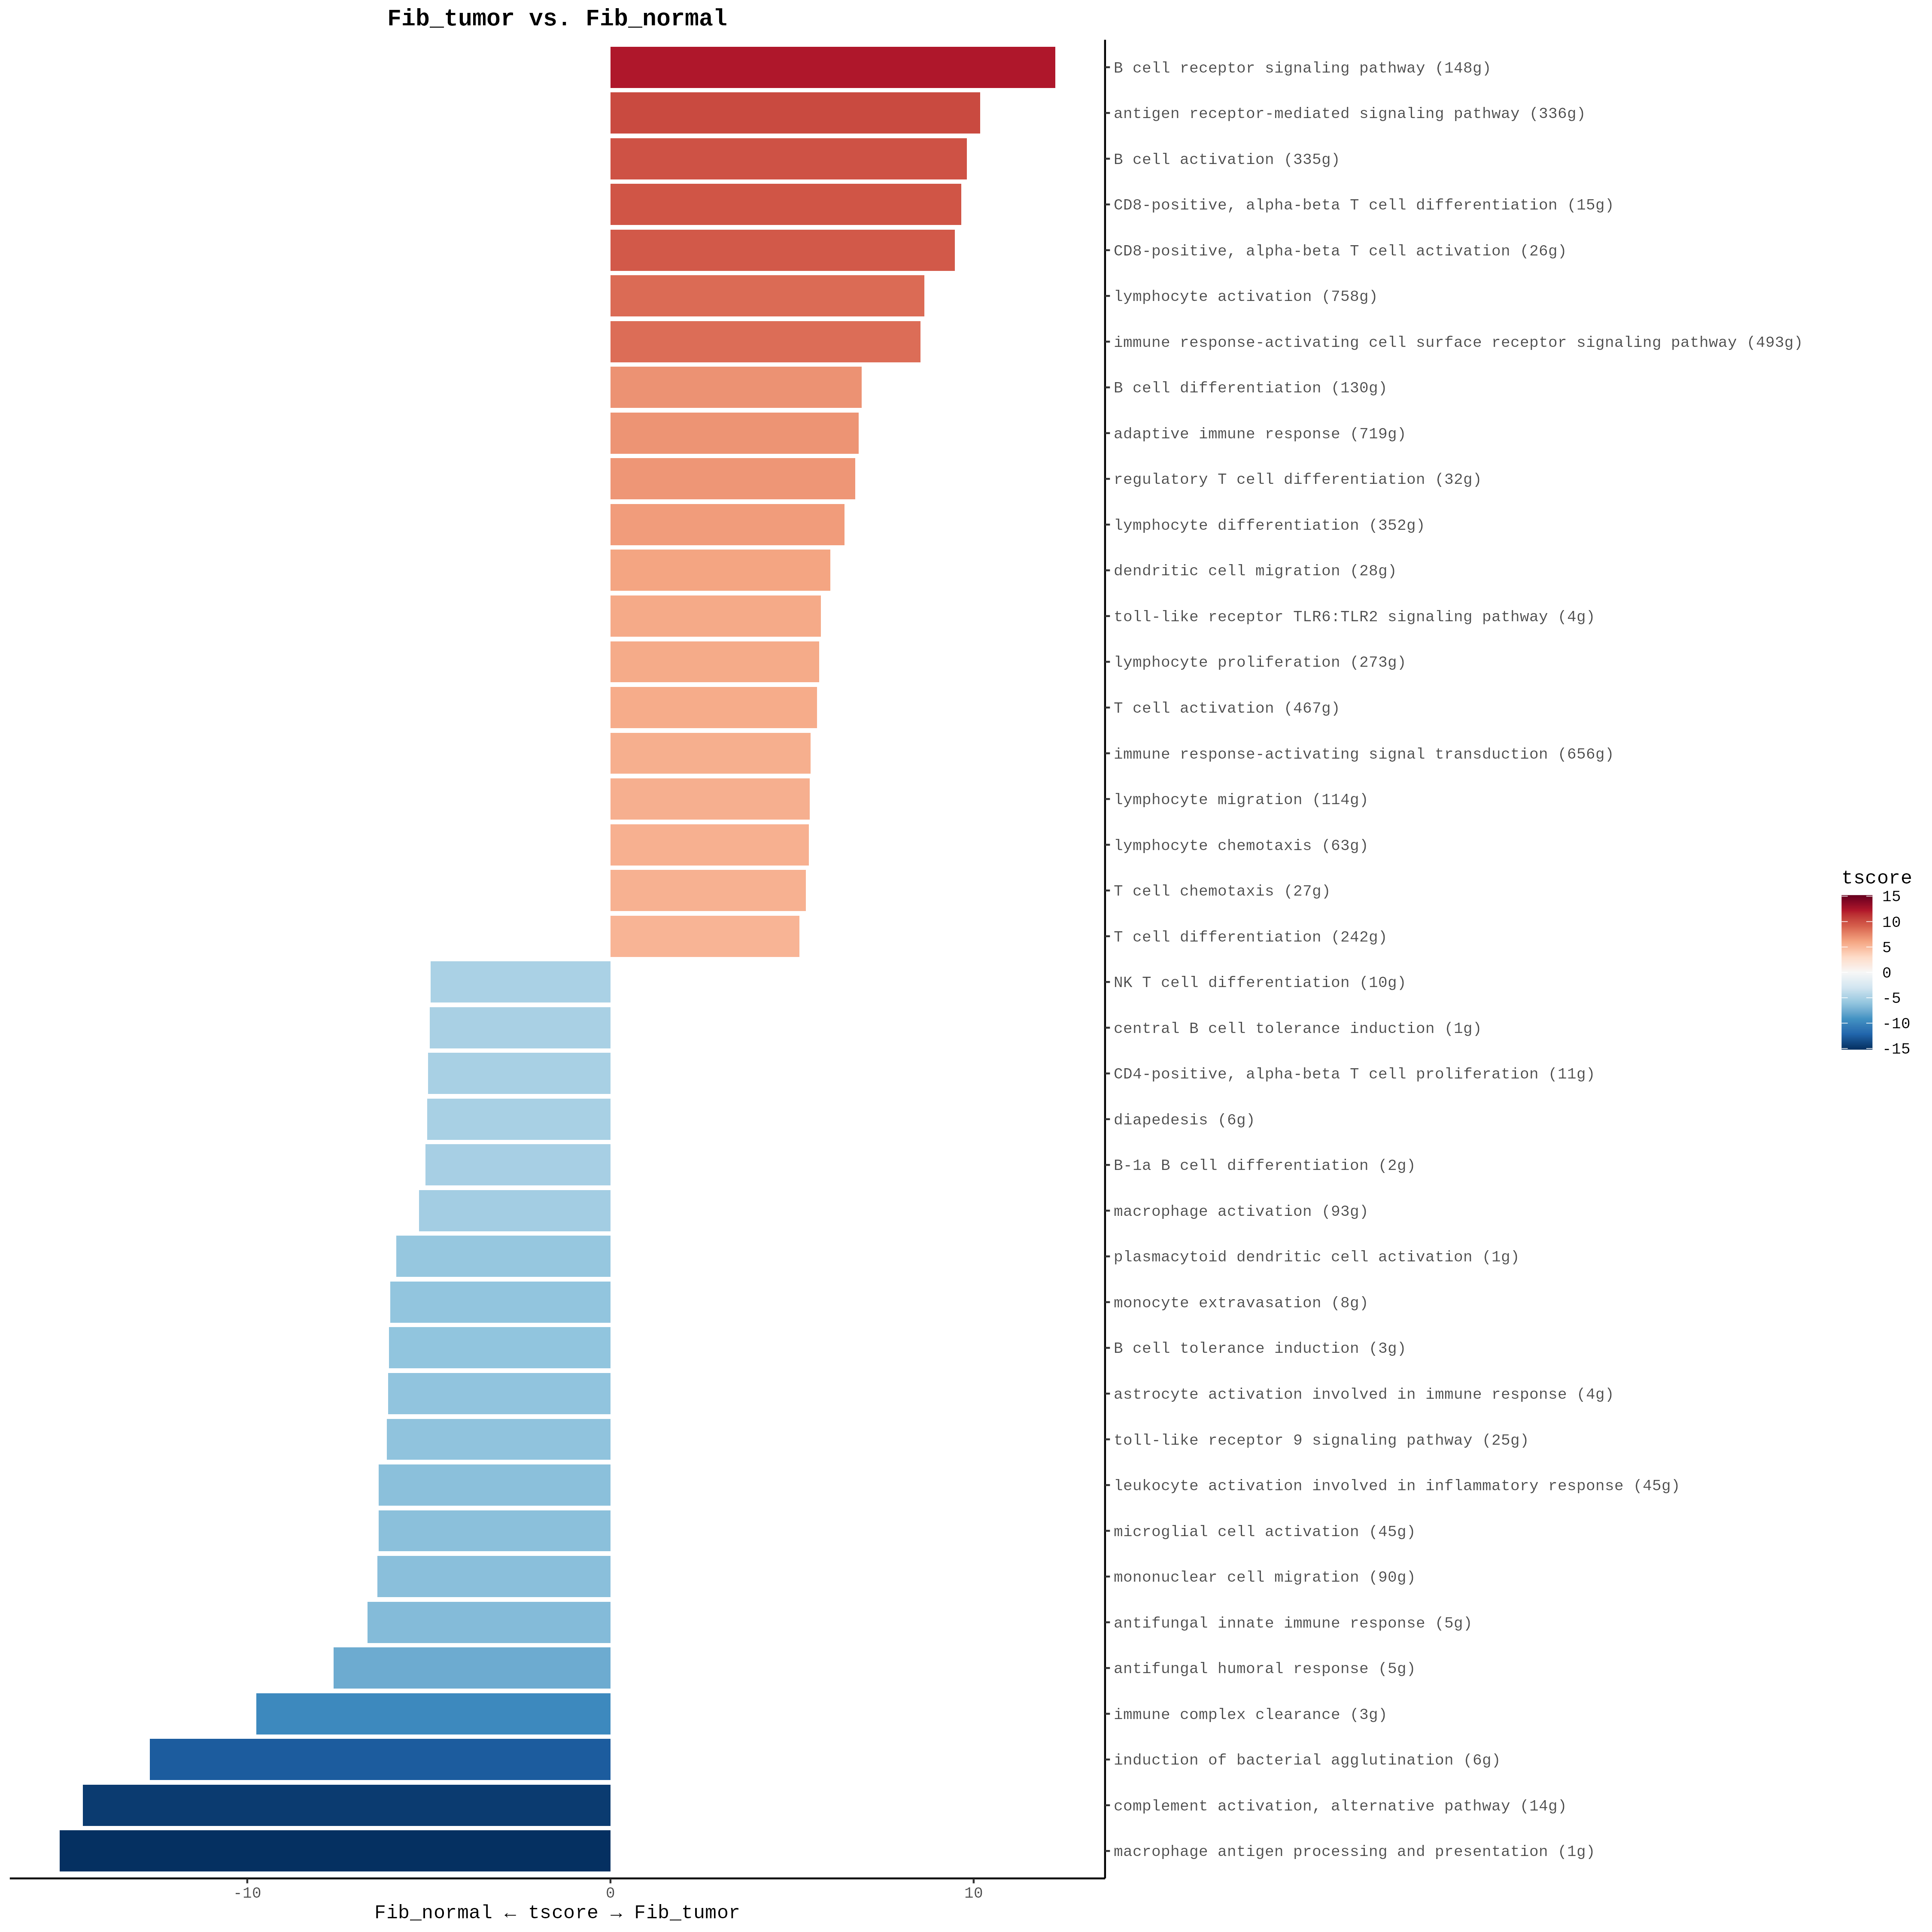 Fib_tumor vs. Fib_normal
B cell receptor signaling pathway (148g)
antigen receptor-mediated signaling pathway (336g)
B cell activation (335g)
CD8-positive, alpha-beta T cell differentiation (15g)
CD8-positive, alpha-beta T cell activation (26g)
lymphocyte activation (758g)
immune response-activating cell surface receptor signaling pathway (493g)
B cell differentiation (130g)
adaptive immune response (719g)
regulatory T cell differentiation (32g)
lymphocyte differentiation (352g)
dendritic cell migration (28g)
toll-like receptor TLR6:TLR2 signaling pathway (4g)
lymphocyte proliferation (273g)
T cell activation (467g)
immune response-activating signal transduction (656g)
lymphocyte migration (114g)
lymphocyte chemotaxis (63g)
T cell chemotaxis (27g)
T cell differentiation (242g)
NK T cell differentiation (10g)
central B cell tolerance induction (1g)
CD4-positive, alpha-beta T cell proliferation (11g)
diapedesis (6g)
B-1a B cell differentiation (2g)
macrophage activation (93g)
plasmacytoid dendritic cell activation (1g)
monocyte extravasation (8g)
B cell tolerance induction (3g)
astrocyte activation involved in immune response (4g)
toll-like receptor 9 signaling pathway (25g)
leukocyte activation involved in inflammatory response (45g)
microglial cell activation (45g)
mononuclear cell migration (90g)
antifungal innate immune response (5g)
antifungal humoral response (5g)
immune complex clearance (3g)
induction of bacterial agglutination (6g)
complement activation, alternative pathway (14g)
macrophage antigen processing and presentation (1g)
-10 0 10
Fib_normal ← tscore → Fib_tumor
tscore
15
10
5
0
-5
-10
-15